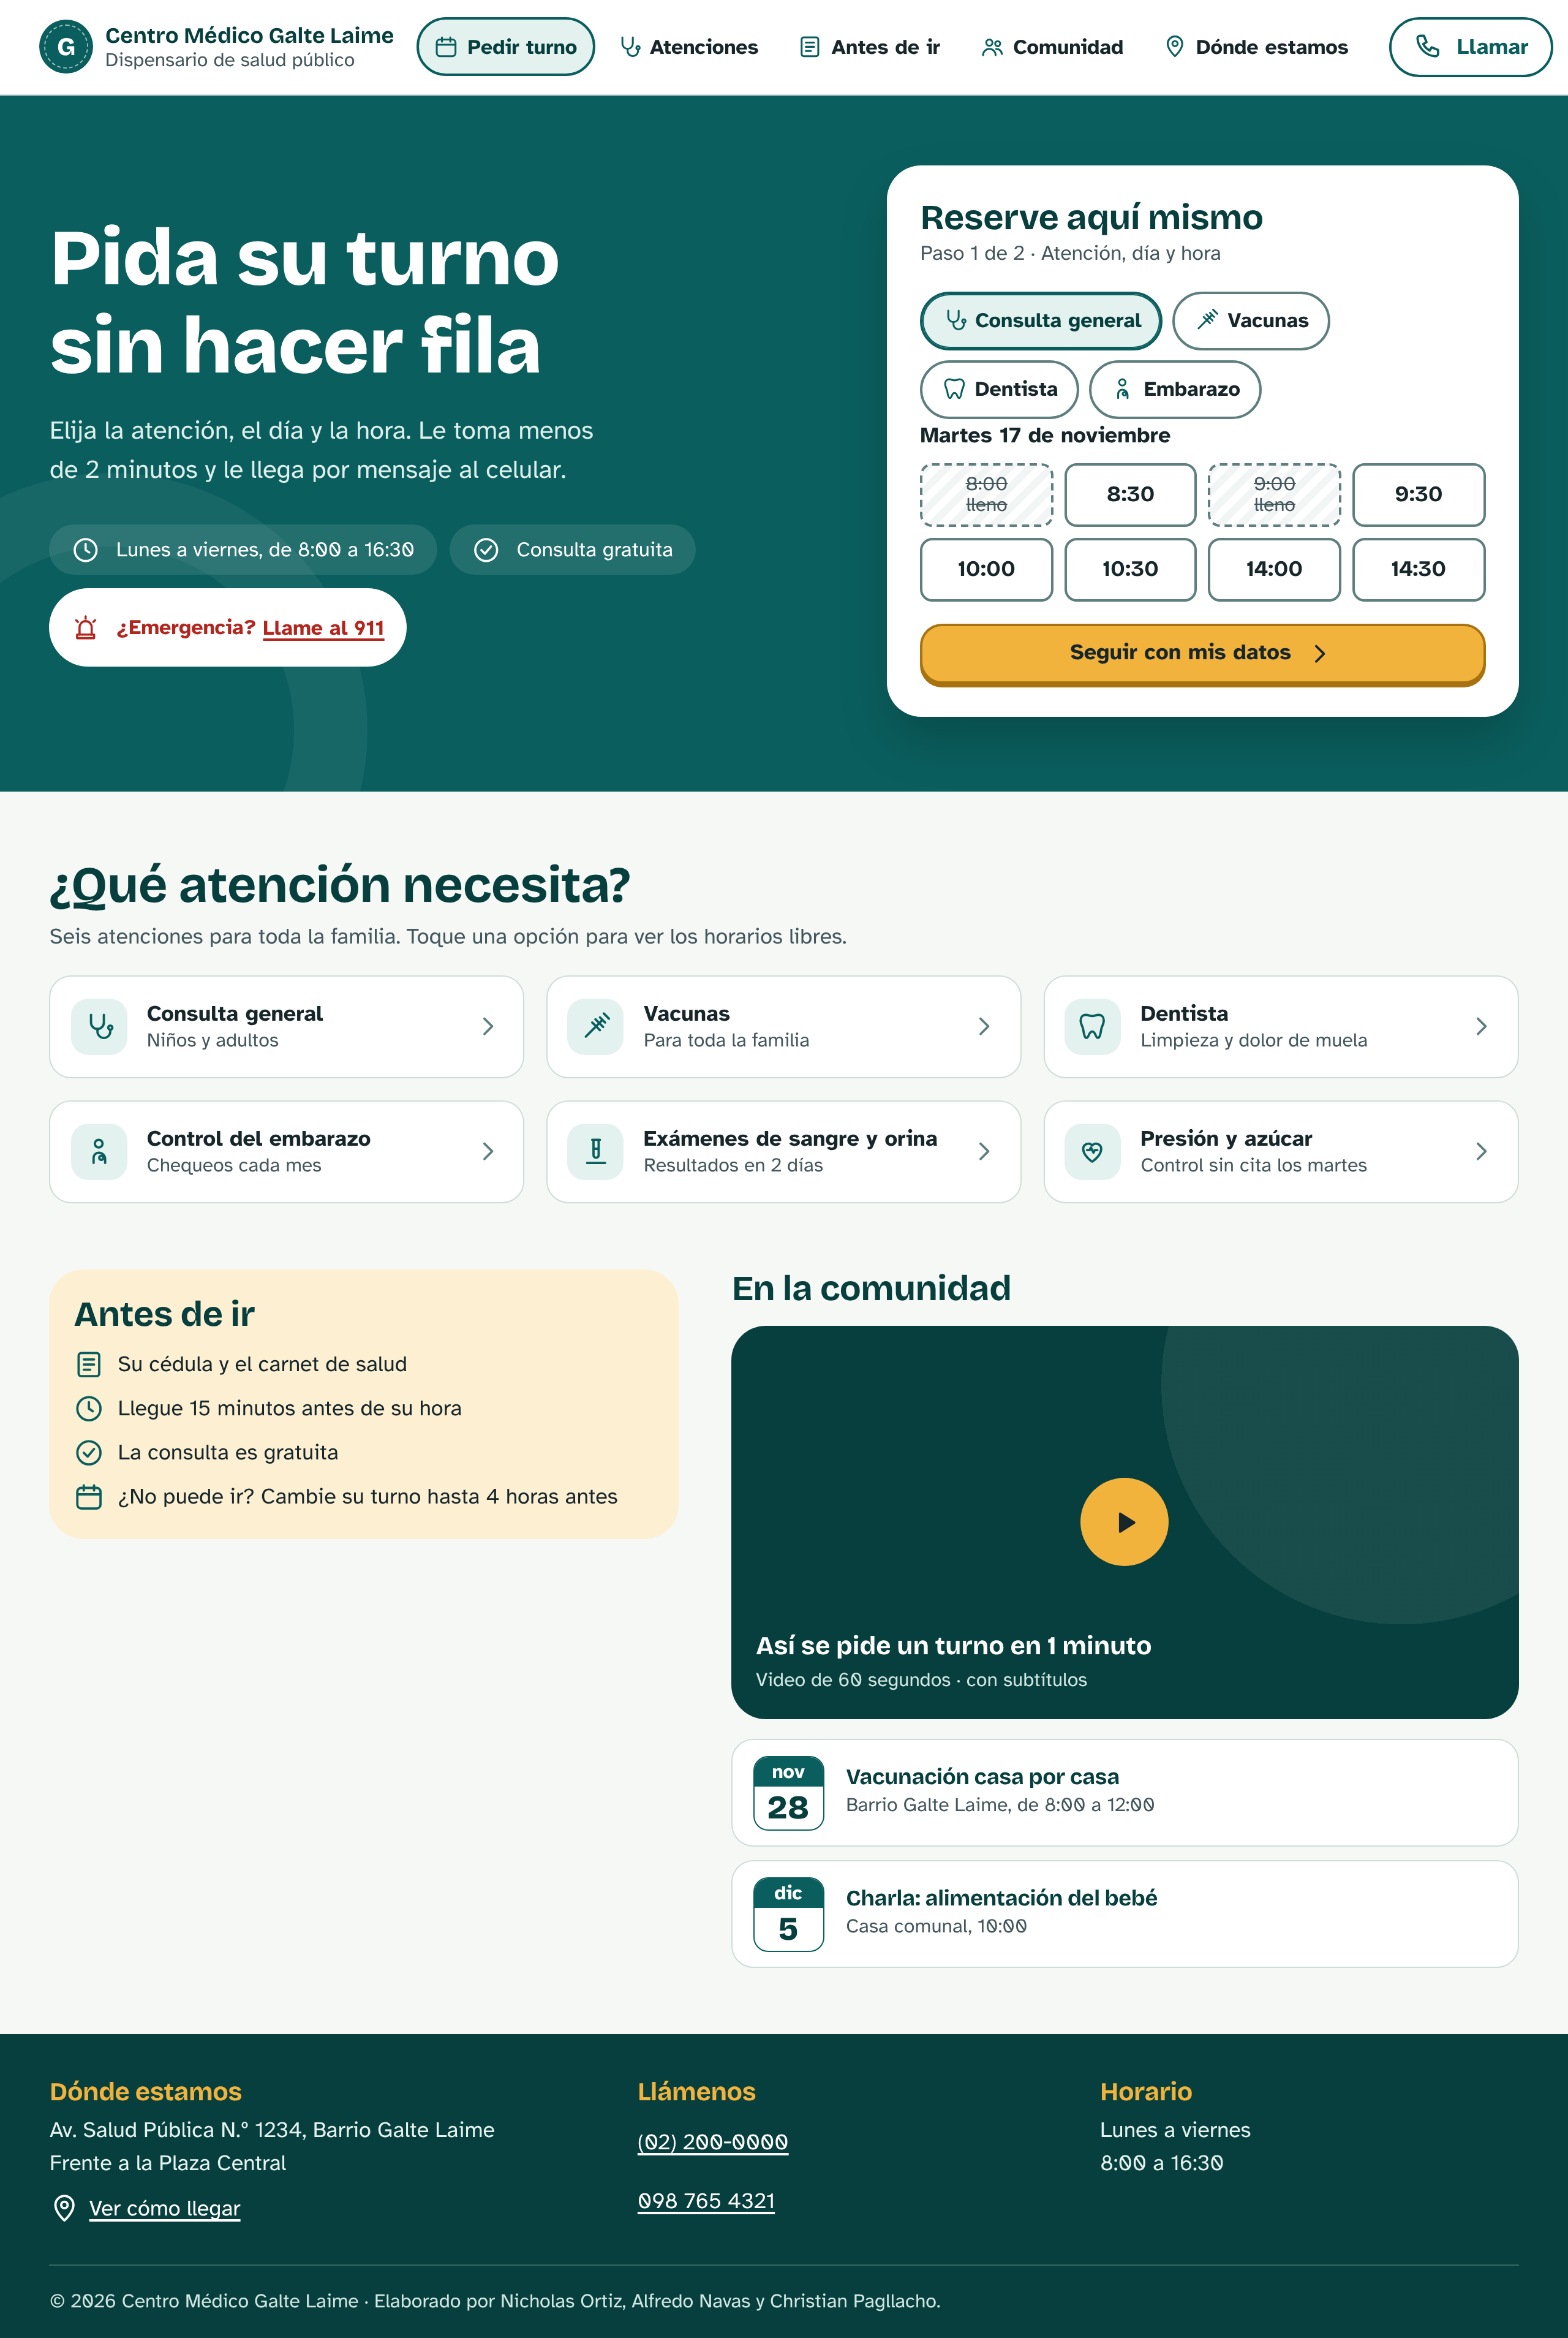 G
Centro Médico Galte Laime
Dispensario de salud público
Pedir turno
Atenciones
Antes de ir
Comunidad
Dónde estamos
Llamar
Pida su turno
sin hacer fila
Elija la atención, el día y la hora. Le toma menos
de 2 minutos y le llega por mensaje al celular.
Lunes a viernes, de 8:00 a 16:30
Consulta gratuita
¿Emergencia? Llame al 911
Reserve aquí mismo
Paso 1 de 2 · Atención, día y hora
Consulta general
Vacunas
Dentista
Embarazo
Martes 17 de noviembre
8:00
lleno
8:30
9:00
lleno
9:30
10:00
10:30
14:00
14:30
Seguir con mis datos
¿Qué atención necesita?
Seis atenciones para toda la familia. Toque una opción para ver los horarios libres.
Consulta general
Niños y adultos
Vacunas
Para toda la familia
Dentista
Limpieza y dolor de muela
Control del embarazo
Chequeos cada mes
Exámenes de sangre y orina
Resultados en 2 días
Presión y azúcar
Control sin cita los martes
Antes de ir
Su cédula y el carnet de salud
Llegue 15 minutos antes de su hora
La consulta es gratuita
¿No puede ir? Cambie su turno hasta 4 horas antes
En la comunidad
Así se pide un turno en 1 minuto
Video de 60 segundos · con subtítulos
nov
28
Vacunación casa por casa
Barrio Galte Laime, de 8:00 a 12:00
dic
5
Charla: alimentación del bebé
Casa comunal, 10:00
Dónde estamos
Av. Salud Pública N.° 1234, Barrio Galte Laime
Frente a la Plaza Central
Ver cómo llegar
Llámenos
(02) 200-0000
098 765 4321
Horario
Lunes a viernes
8:00 a 16:30
© 2026 Centro Médico Galte Laime · Elaborado por Nicholas Ortiz, Alfredo Navas y Christian Pagllacho.